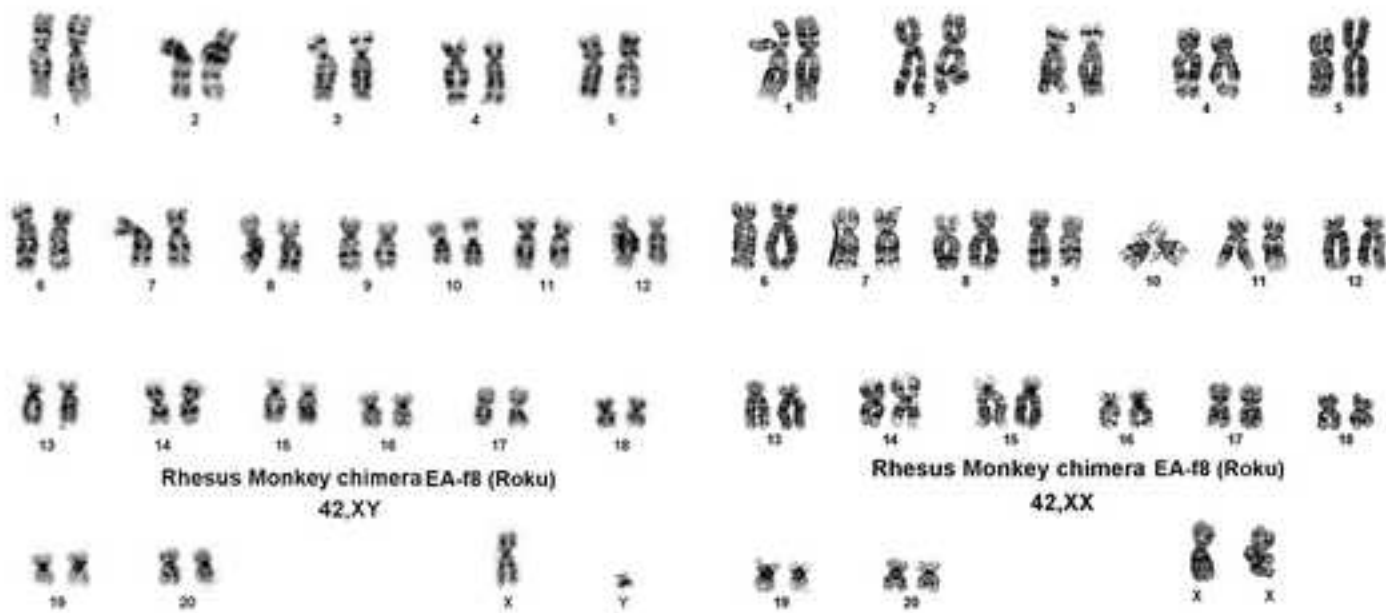 1 2 3 4 5
6 7 8 9 10 11 12
13 14 15 16 17 18
Rhesus Monkey chimera EA-f8 (Roku)
42,XY
19 20 X Y
1 2 3 4 5
6 7 8 9 10 11 12
13 14 15 16 17 18
Rhesus Monkey chimera EA-f8 (Roku)
42,XX
19 20 X X